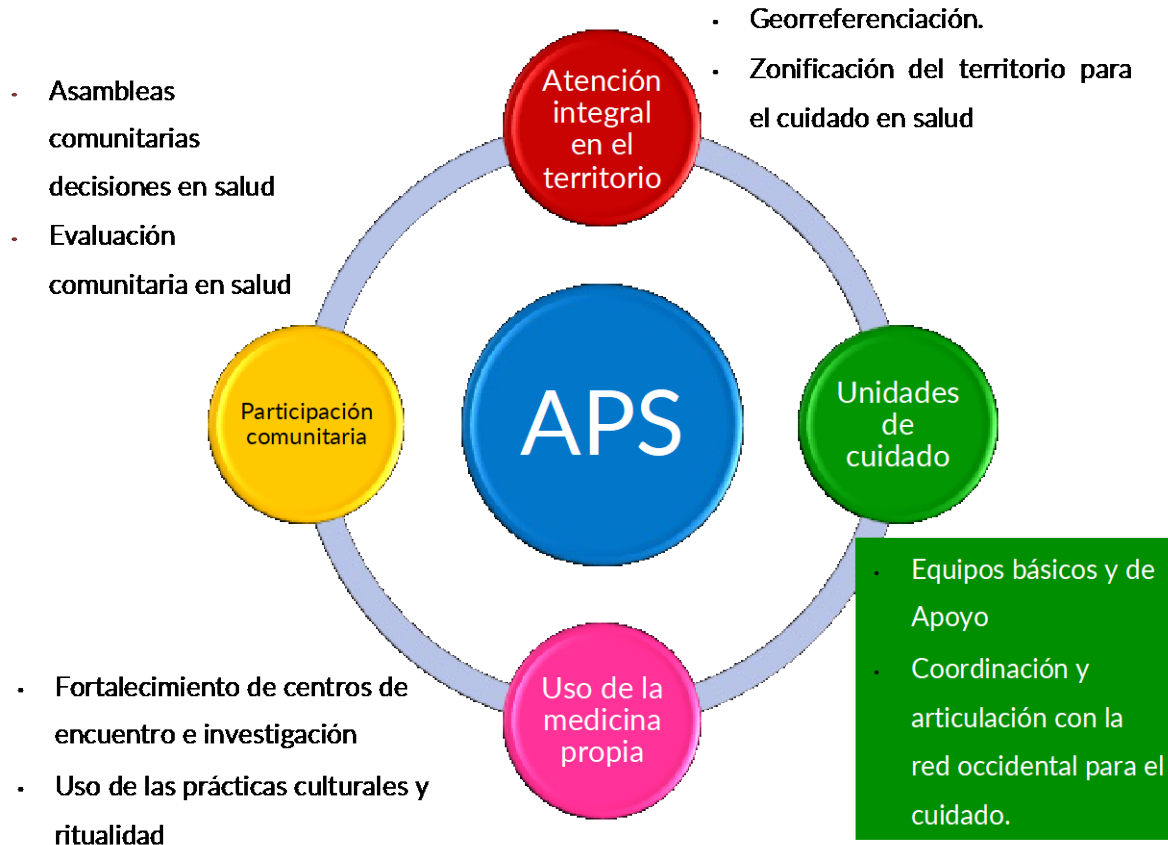 • Georreferenciación.
• Zonificación del territorio para
el cuidado en salud
Atención
integral
en el
territorio
• Asambleas
comunitarias
decisiones en salud
• Evaluación
comunitaria en salud
Participación
comunitaria
APS
Unidades
de
cuidado
• Equipos básicos y de
Apoyo
• Coordinación y
articulación con la
red occidental para el
cuidado.
Uso de la
medicina
propia
• Fortalecimiento de centros de
encuentro e investigación
• Uso de las prácticas culturales y
ritualidad